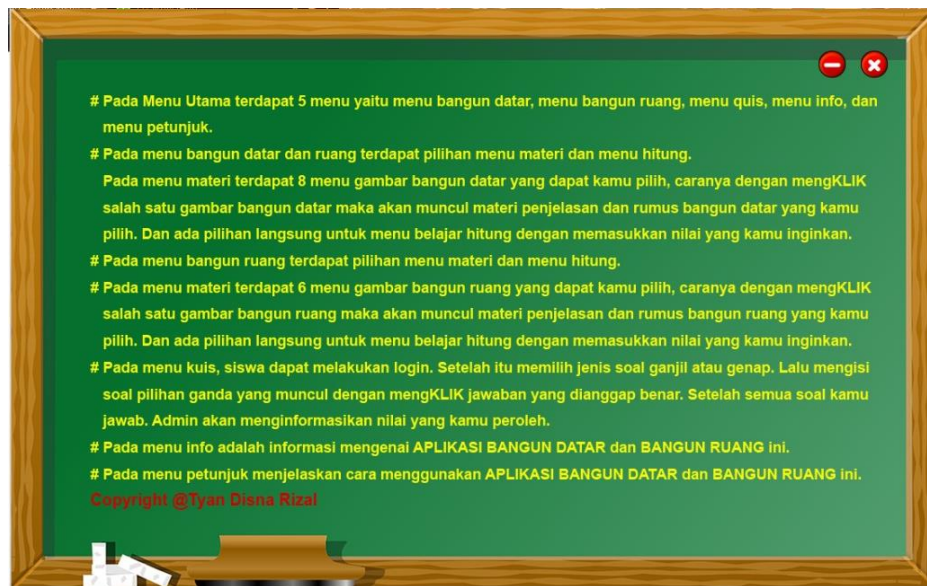 # Pada Menu Utama terdapat 5 menu yaitu menu bangun datar, menu bangun ruang, menu quis, menu info, dan
menu petunjuk.
# Pada menu bangun datar dan ruang terdapat pilihan menu materi dan menu hitung.
Pada menu materi terdapat 8 menu gambar bangun datar yang dapat kamu pilih, caranya dengan mengKLIK
salah satu gambar bangun datar maka akan muncul materi penjelasan dan rumus bangun datar yang kamu
pilih. Dan ada pilihan langsung untuk menu belajar hitung dengan memasukkan nilai yang kamu inginkan.
# Pada menu bangun ruang terdapat pilihan menu materi dan menu hitung.
# Pada menu materi terdapat 6 menu gambar bangun ruang yang dapat kamu pilih, caranya dengan mengKLIK
salah satu gambar bangun ruang maka akan muncul materi penjelasan dan rumus bangun ruang yang kamu
pilih. Dan ada pilihan langsung untuk menu belajar hitung dengan memasukkan nilai yang kamu inginkan.
# Pada menu kuis, siswa dapat melakukan login. Setelah itu memilih jenis soal ganjil atau genap. Lalu mengisi
soal pilihan ganda yang muncul dengan mengKLIK jawaban yang dianggap benar. Setelah semua soal kamu
jawab. Admin akan menginformasikan nilai yang kamu peroleh.
# Pada menu info adalah informasi mengenai APLIKASI BANGUN DATAR dan BANGUN RUANG ini.
# Pada menu petunjuk menjelaskan cara menggunakan APLIKASI BANGUN DATAR dan BANGUN RUANG ini.
Copyright @Tyan Disna Rizal